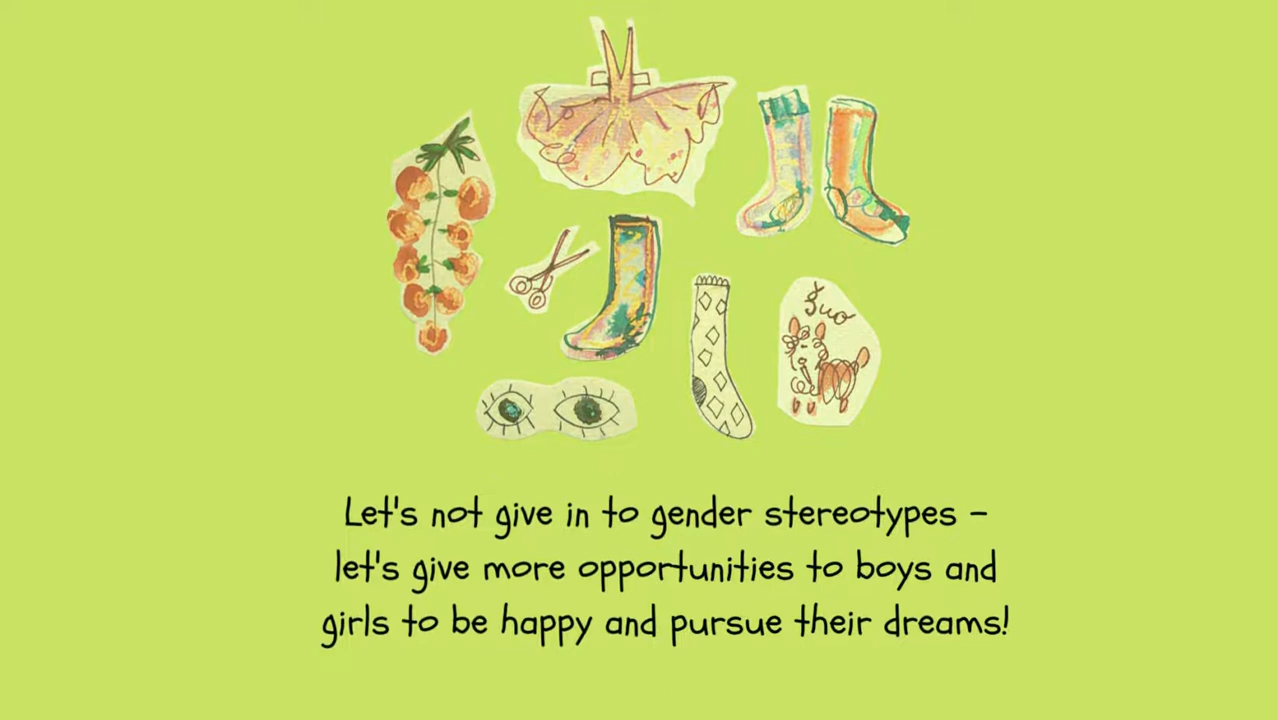 Let's not give in to gender stereotypes –
let's give more opportunities to boys and
girls to be happy and pursue their dreams!